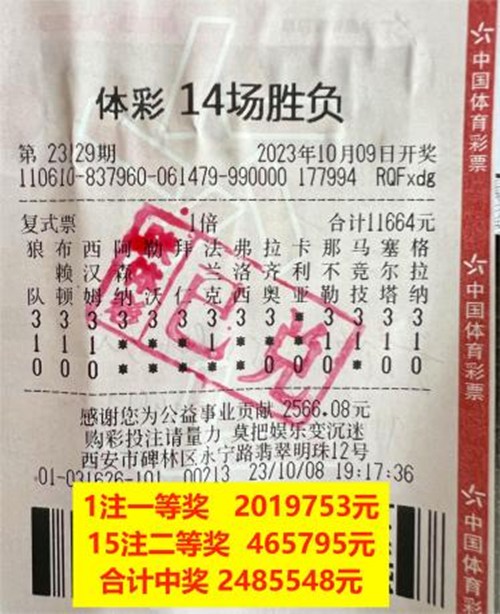 体彩 14场胜负
第 23129期 2023年10月09日开奖
110610-837960-061479-990000 177994 RQFxdg
复式票 1倍 合计11664元
狼 布 西 阿 勒 拜 法 弗 拉 卡 那 马 塞 格
赖 汉 森 兰 洛 齐 利 不 竞 尔 拉
队 顿 姆 纳 沃 仁 克 西 奥 亚 勒 技 塔 纳
3 3 3 3 3 3 3 3 3 * 3 3 3 3
1 1 1 * * * 1 * * * 1 1 1 1
0 0 0 * * * 0 0 0 * 0 0
感谢您为公益事业贡献 2566.08元
购彩投注请量力 莫把娱乐变沉迷
西安市碑林区永宁路翡翠明珠12号
01-031626-101 00213 23/10/08 19:17:36
1注一等奖 2019753元
15注二等奖 465795元
合计中奖 2485548元
已兑
中国体育彩票
中国体育彩票
中国体育彩票